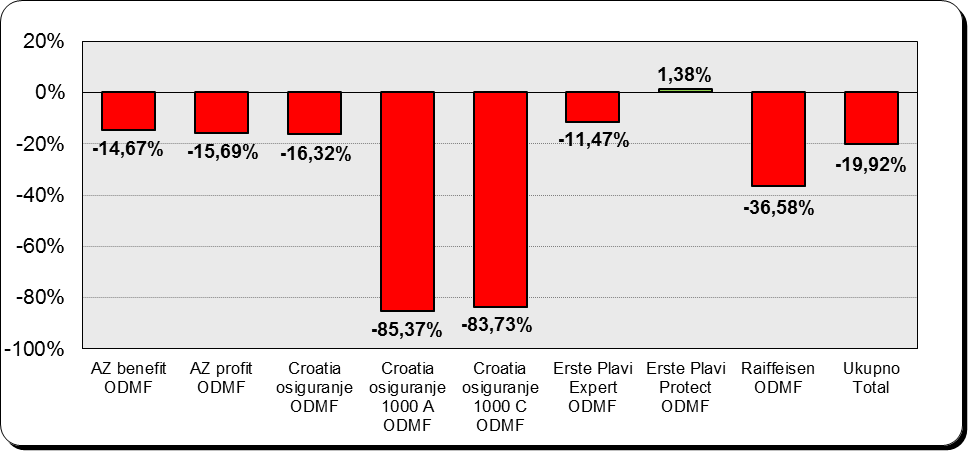 20%
0%
-20%
-40%
-60%
-80%
-100%
-14,67%
-15,69%
-16,32%
-85,37%
-83,73%
-11,47%
1,38%
-36,58%
-19,92%
AZ benefit
ODMF
AZ profit
ODMF
Croatia
osiguranje
ODMF
Croatia
osiguranje
1000 A
ODMF
Croatia
osiguranje
1000 C
ODMF
Erste Plavi
Expert
ODMF
Erste Plavi
Protect
ODMF
Raiffeisen
ODMF
Ukupno
Total